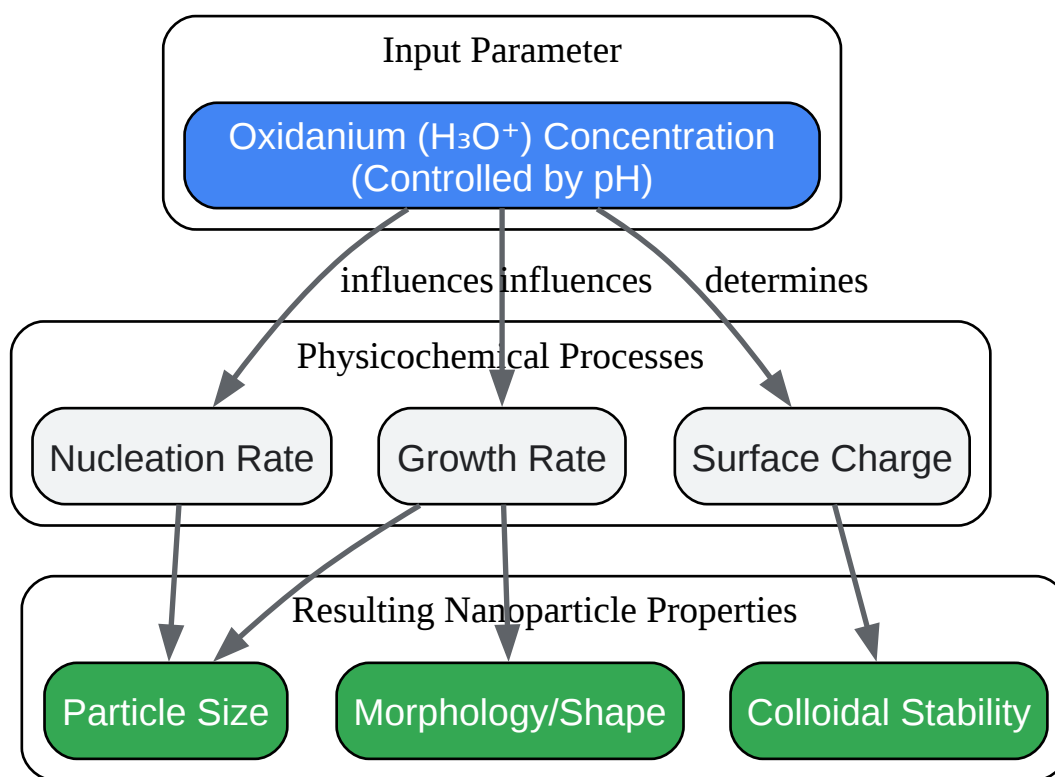 Input Parameter
Oxidanium (H₃O⁺) Concentration
(Controlled by pH)
influences influences determines
Physicochemical Processes
Nucleation Rate Growth Rate Surface Charge
Resulting Nanoparticle Properties
Particle Size Morphology/Shape Colloidal Stability